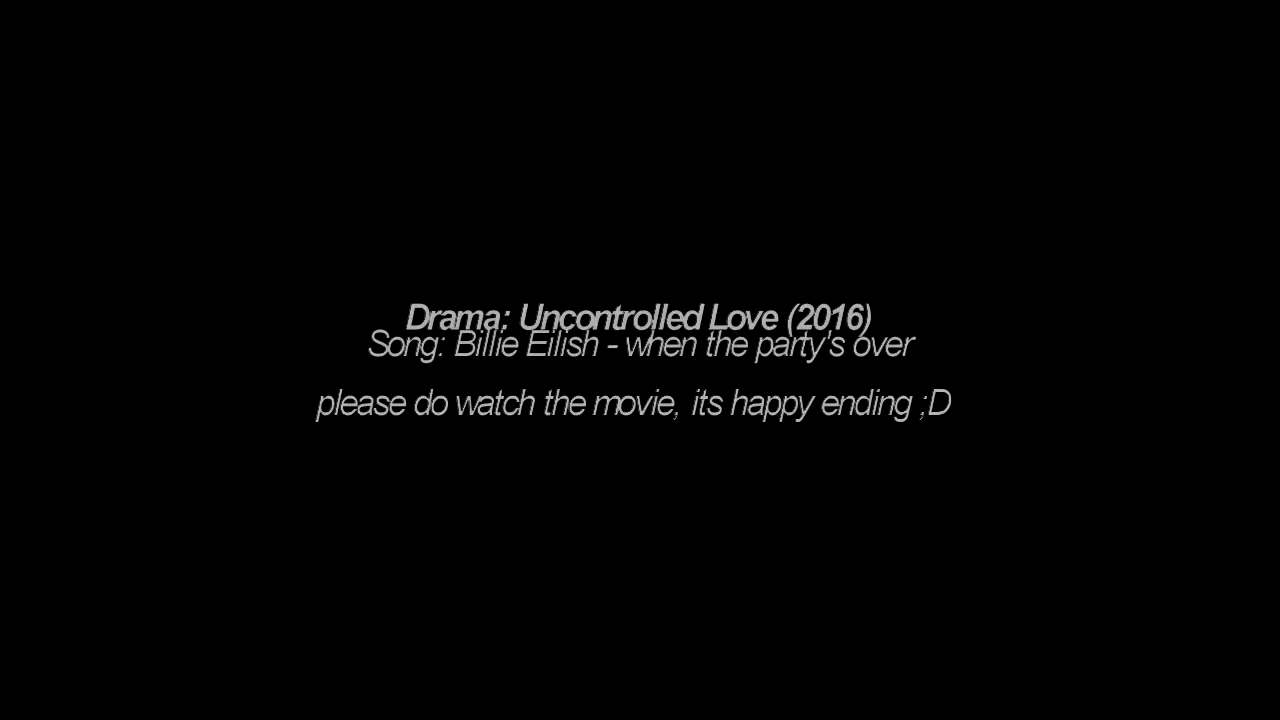 Drama: Uncontrolled Love (2016)
Song: Billie Eilish - when the party's over
please do watch the movie, its happy ending ;D